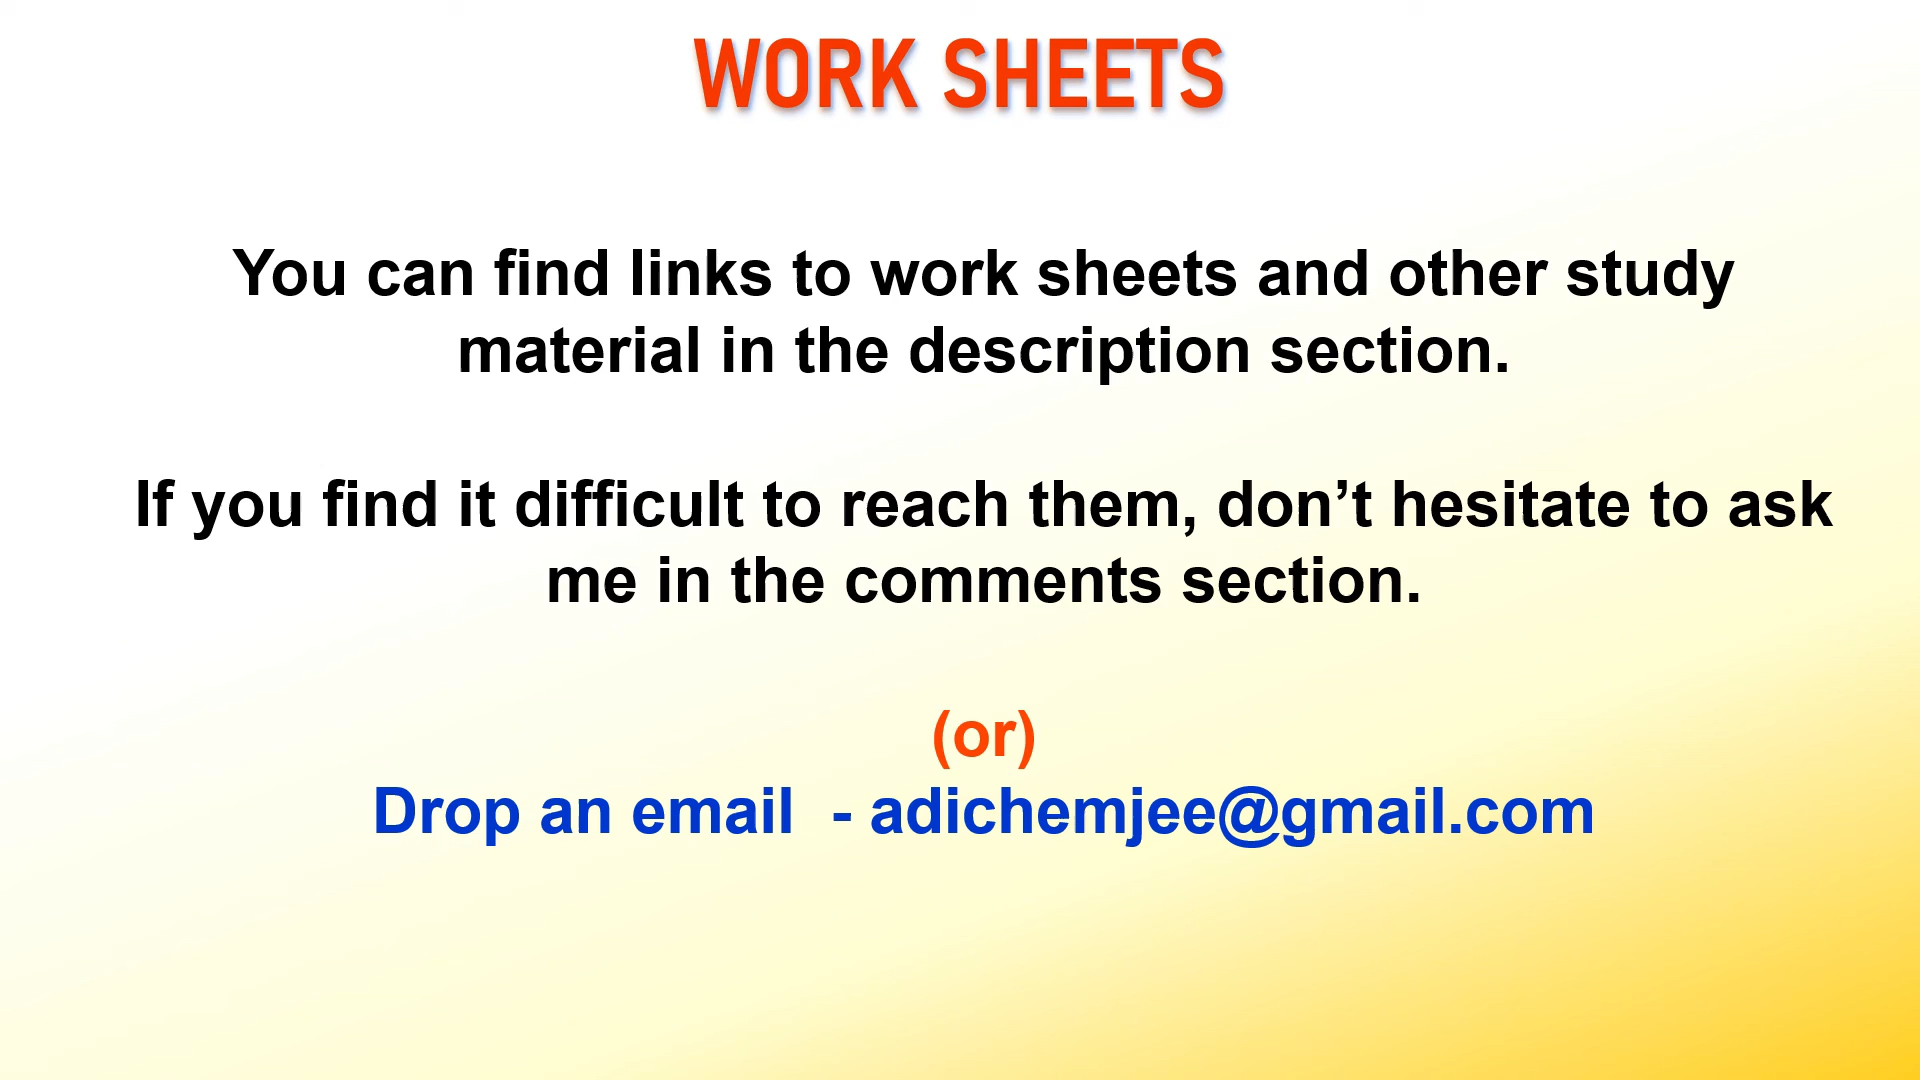 WORK SHEETS
You can find links to work sheets and other study
material in the description section.
If you find it difficult to reach them, don’t hesitate to ask
me in the comments section.
(or)
Drop an email  - adichemjee@gmail.com